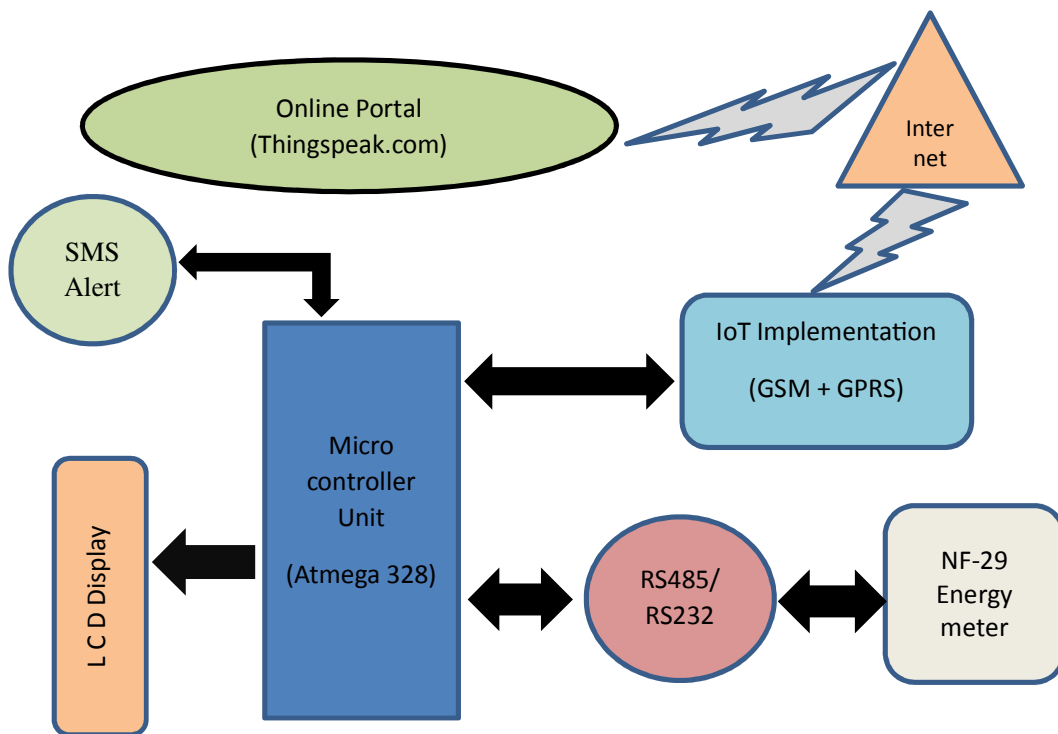 Online Portal
(Thingspeak.com)
Inter
net
SMS
Alert
IoT Implementation
(GSM + GPRS)
Micro
controller
Unit
(Atmega 328)
L C D Display
RS485/
RS232
NF-29
Energy
meter